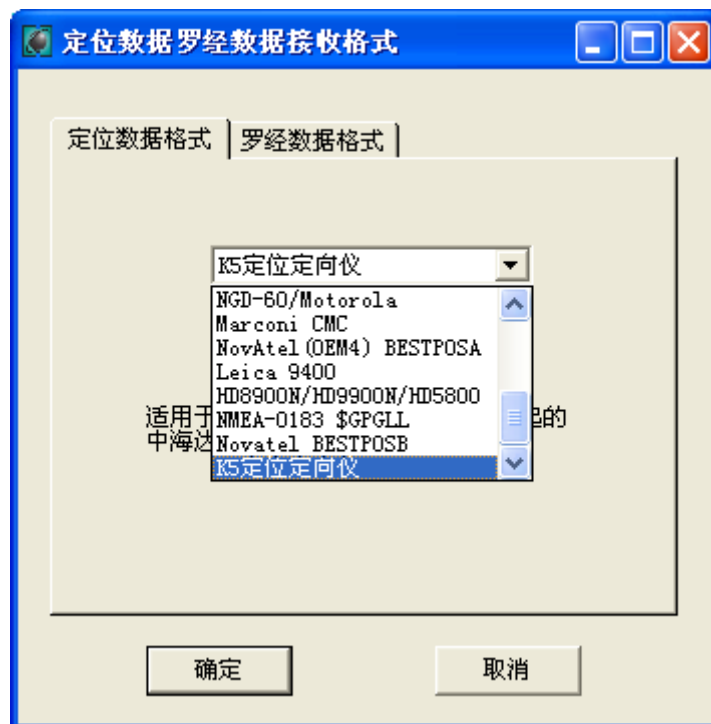 定位数据罗经数据接收格式
定位数据格式
罗经数据格式
K5定位定向仪
NGD-60/Motorola
Marconi CMC
NovAtel(OEM4) BESTPOSA
Leica 9400
HD8900N/HD9900N/HD5800
NMEA-0183 $GPGLL
Novatel BESTPOSB
K5定位定向仪
适用于
起的
中海达
确定
取消